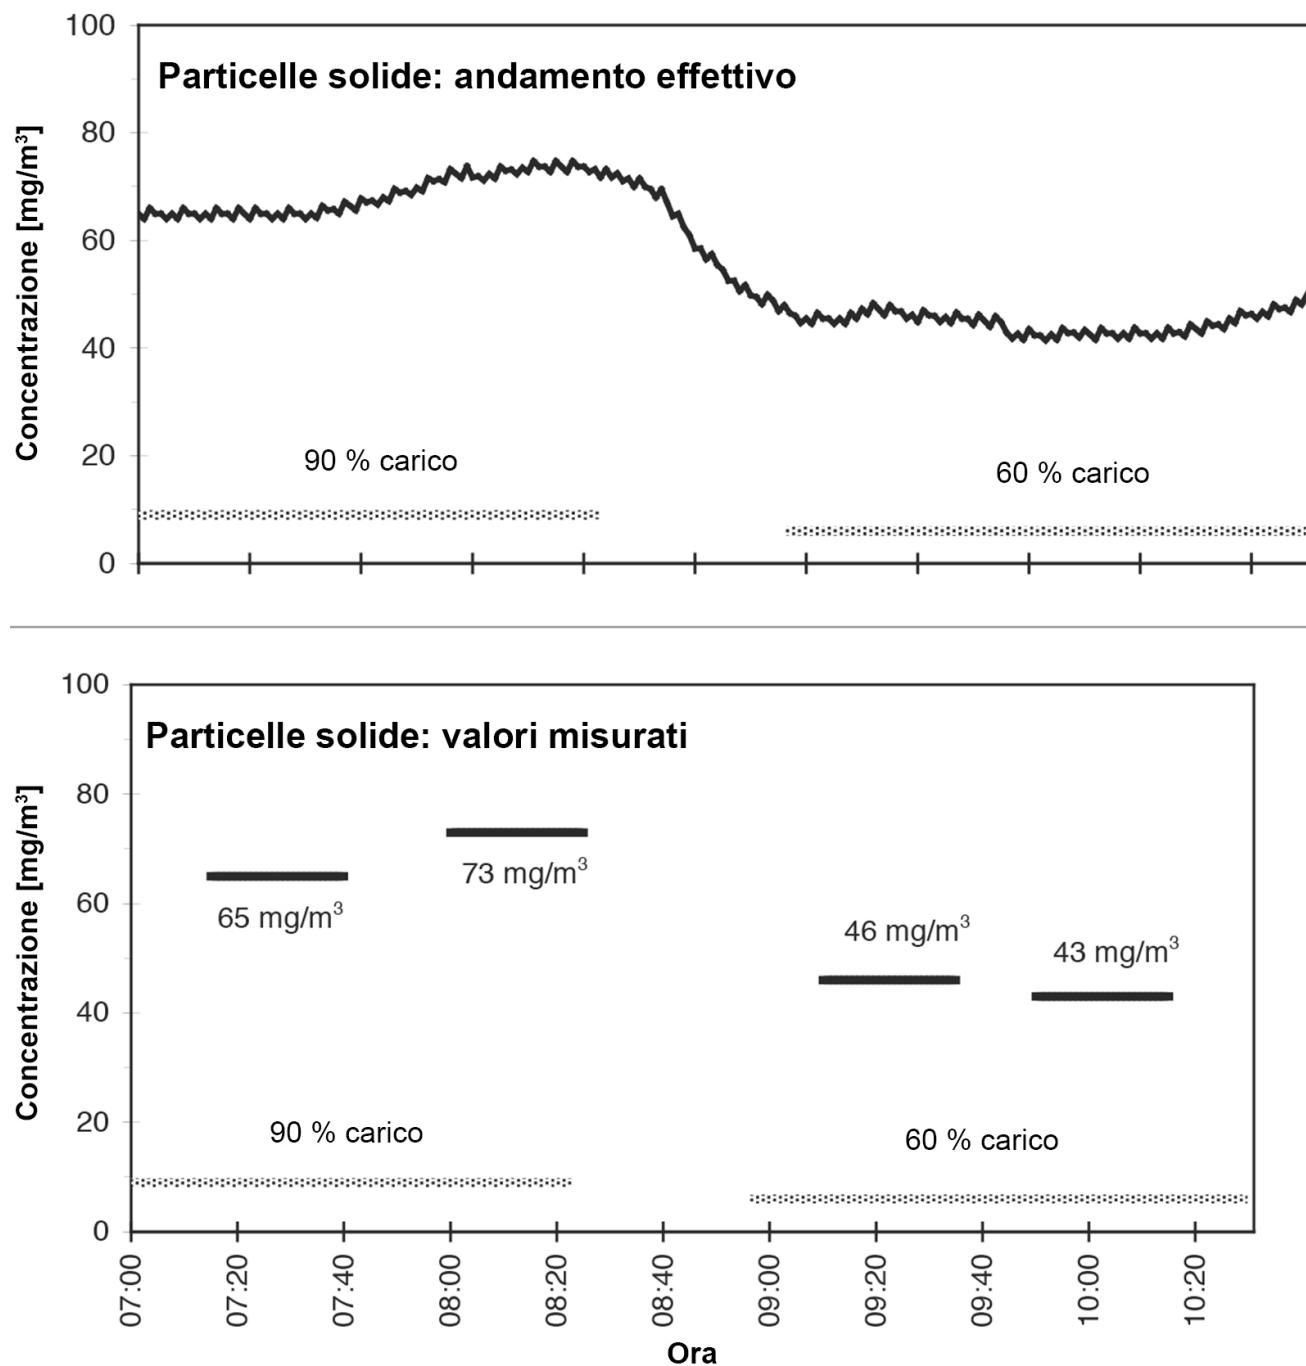 100
Particelle solide: andamento effettivo
80
60
40
20
0
Concentrazione [mg/m³]
90 % carico
60 % carico
100
Particelle solide: valori misurati
80
60
40
20
0
Concentrazione [mg/m³]
73 mg/m³
65 mg/m³
46 mg/m³
43 mg/m³
90 % carico
60 % carico
07:00
07:20
07:40
08:00
08:20
08:40
09:00
09:20
09:40
10:00
10:20
Ora